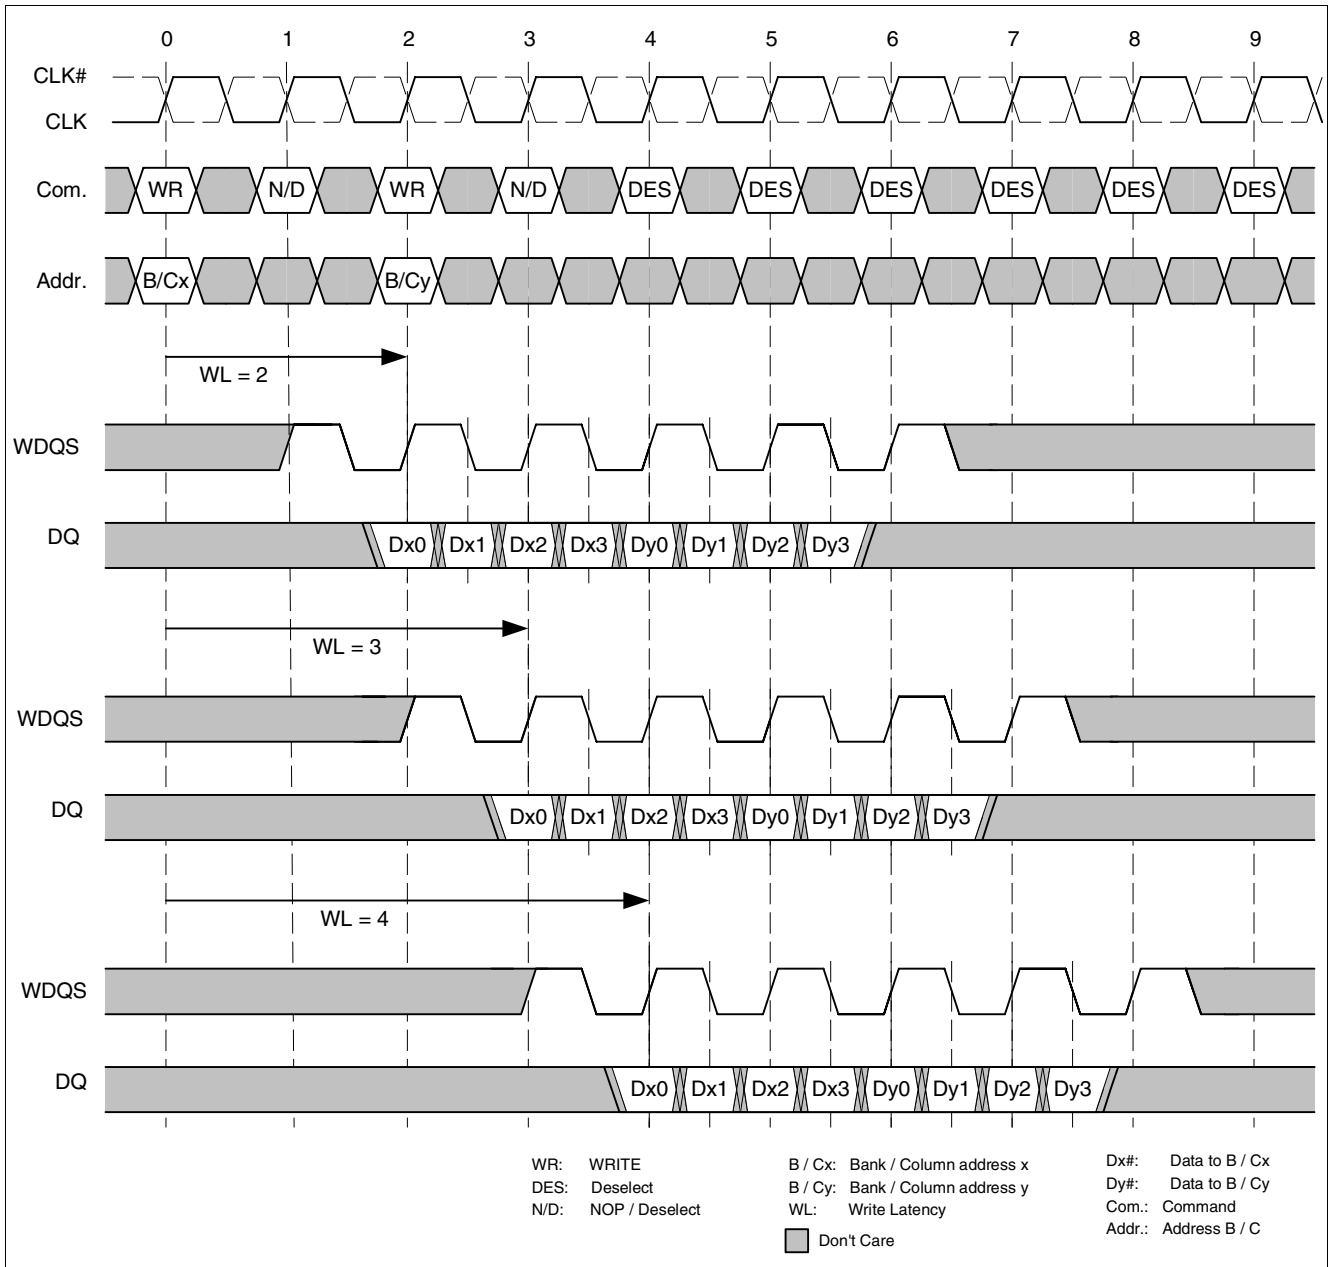 0 1 2 3 4 5 6 7 8 9
CLK#
CLK
Com. WR N/D WR N/D DES DES DES DES DES DES
Addr. B/Cx B/Cy
WL = 2
WDQS
DQ Dx0 Dx1 Dx2 Dx3 Dy0 Dy1 Dy2 Dy3
WL = 3
WDQS
DQ Dx0 Dx1 Dx2 Dx3 Dy0 Dy1 Dy2 Dy3
WL = 4
WDQS
DQ Dx0 Dx1 Dx2 Dx3 Dy0 Dy1 Dy2 Dy3
WR: WRITE
DES: Deselect
N/D: NOP / Deselect
B / Cx: Bank / Column address x
B / Cy: Bank / Column address y
WL: Write Latency
Don't Care
Dx#: Data to B / Cx
Dy#: Data to B / Cy
Com.: Command
Addr.: Address B / C